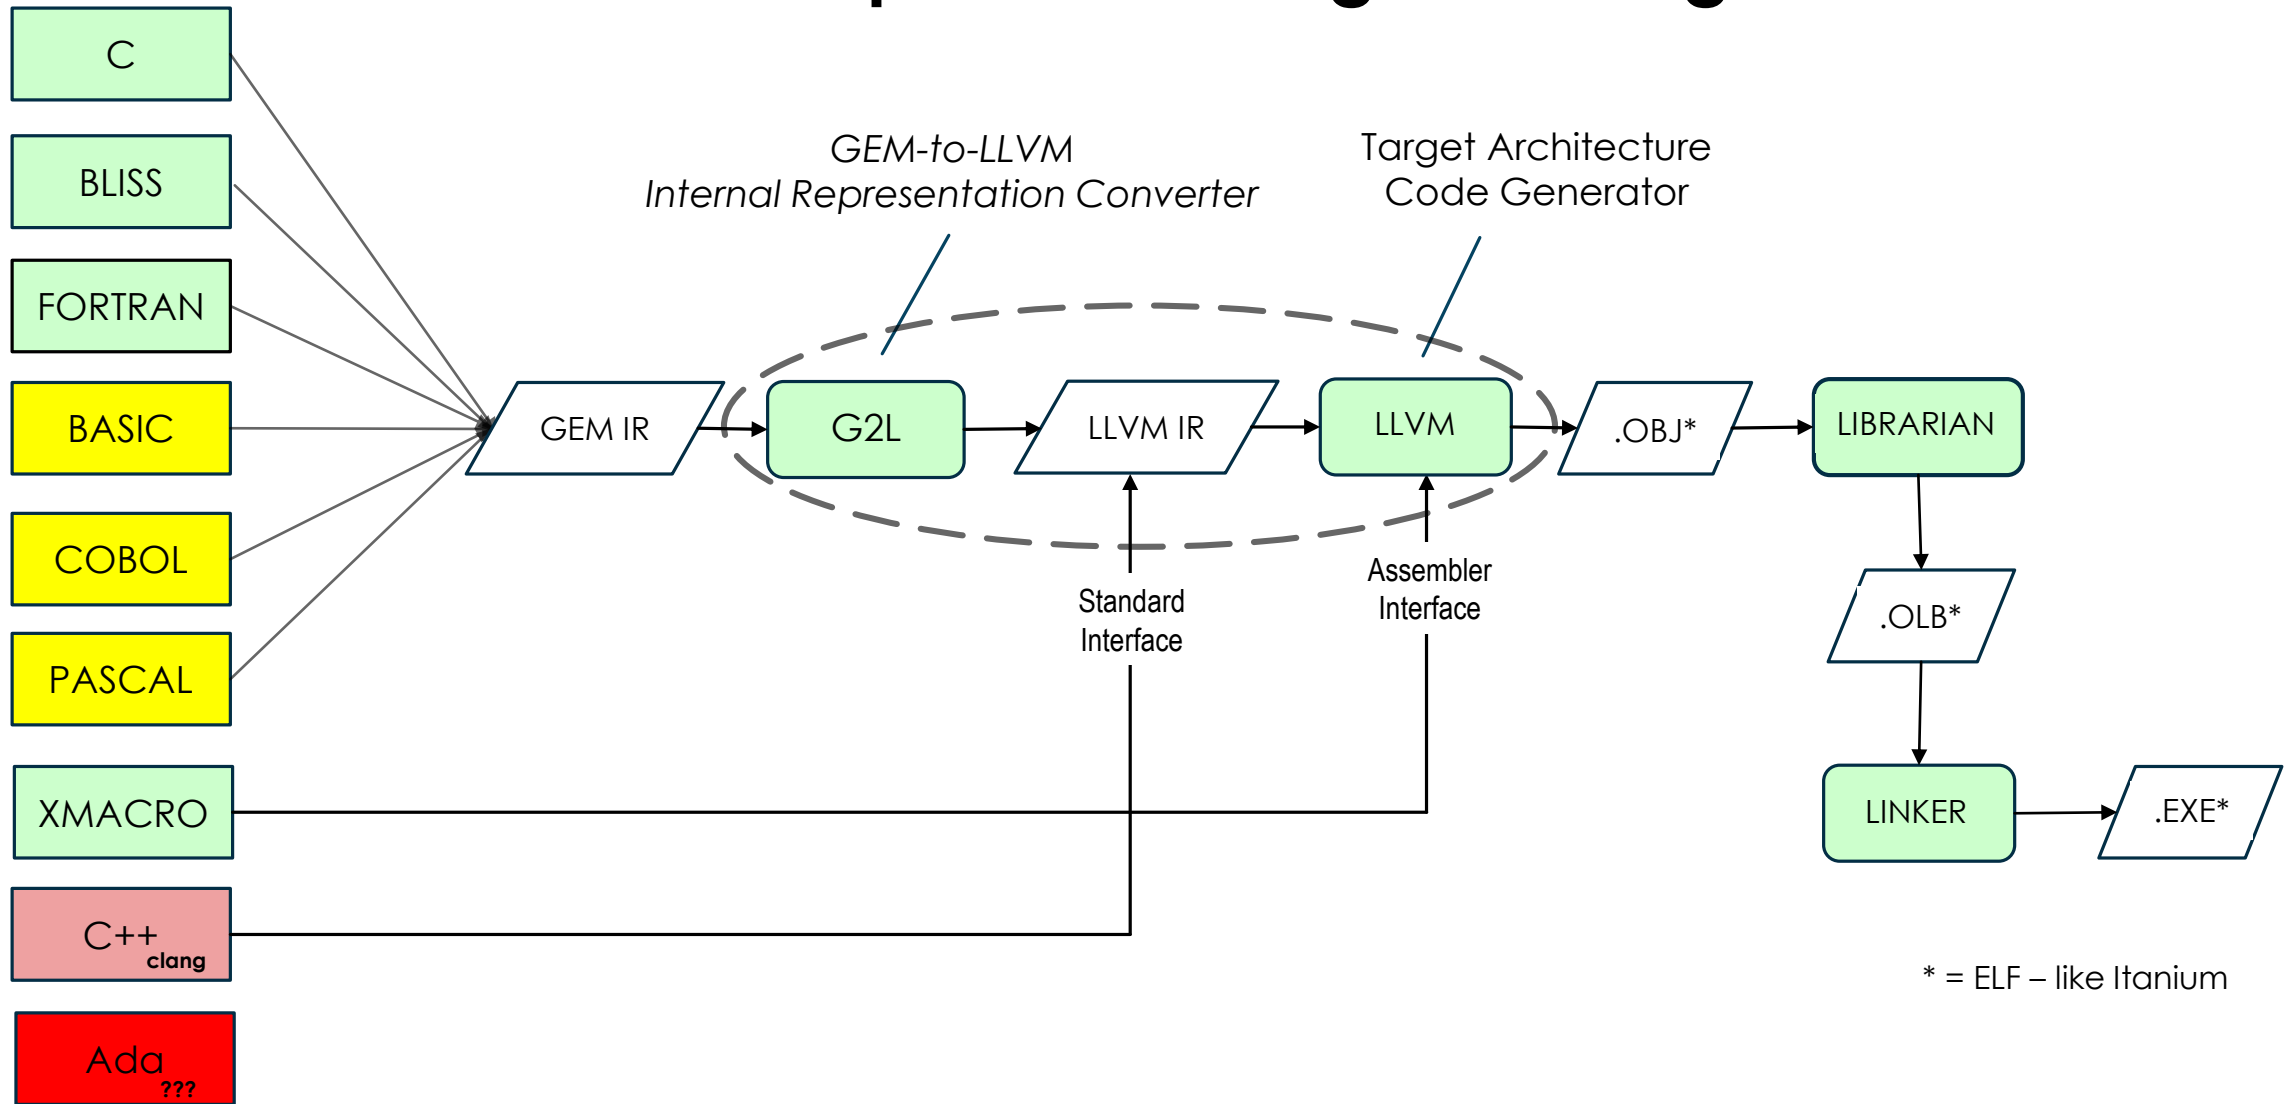 C
BLISS
FORTRAN
BASIC
COBOL
PASCAL
XMACRO
C++
clang
Ada
???
GEM-to-LLVM
Internal Representation Converter
Target Architecture
Code Generator
GEM IR
G2L
LLVM IR
LLVM
.OBJ*
LIBRARIAN
Standard
Interface
Assembler
Interface
.OLB*
LINKER
.EXE*
* = ELF – like Itanium